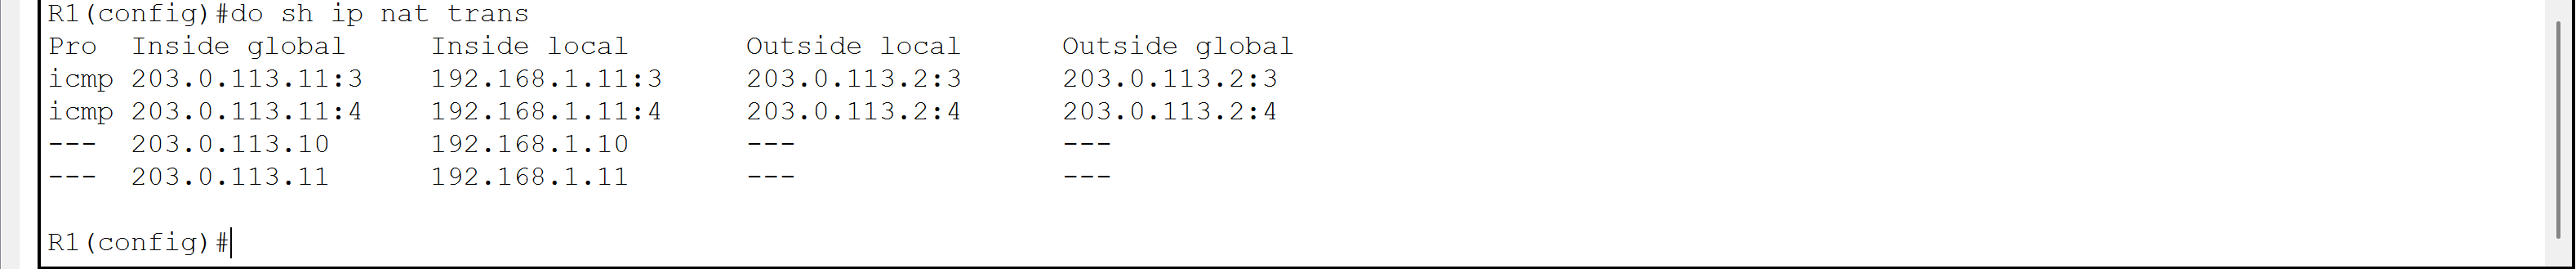 R1(config)#do sh ip nat trans
Pro  Inside global     Inside local       Outside local      Outside global
icmp 203.0.113.11:3    192.168.1.11:3     203.0.113.2:3      203.0.113.2:3
icmp 203.0.113.11:4    192.168.1.11:4     203.0.113.2:4      203.0.113.2:4
---  203.0.113.10      192.168.1.10       ---                ---
---  203.0.113.11      192.168.1.11       ---                ---
R1(config)#